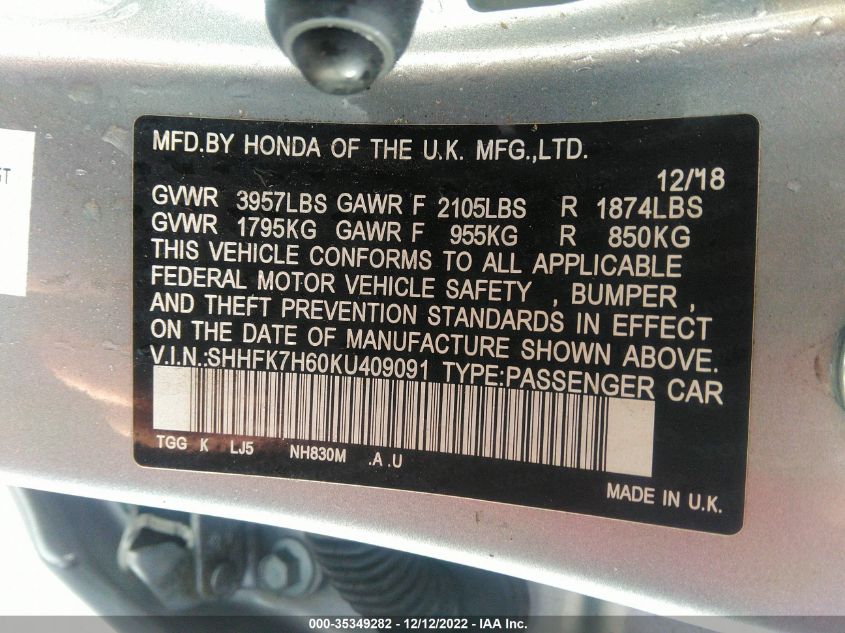 MFD.BY HONDA OF THE U.K. MFG.,LTD.
12/18
GVWR 3957LBS GAWR F 2105LBS R 1874LBS
GVWR 1795KG GAWR F 955KG R 850KG
THIS VEHICLE CONFORMS TO ALL APPLICABLE
FEDERAL MOTOR VEHICLE SAFETY , BUMPER ,
AND THEFT PREVENTION STANDARDS IN EFFECT
ON THE DATE OF MANUFACTURE SHOWN ABOVE.
V.I.N.:SHHFK7H60KU409091 TYPE:PASSENGER CAR
TGG K LJ5 NH830M .A .U
MADE IN U.K.
000-35349282 - 12/12/2022 - IAA Inc.